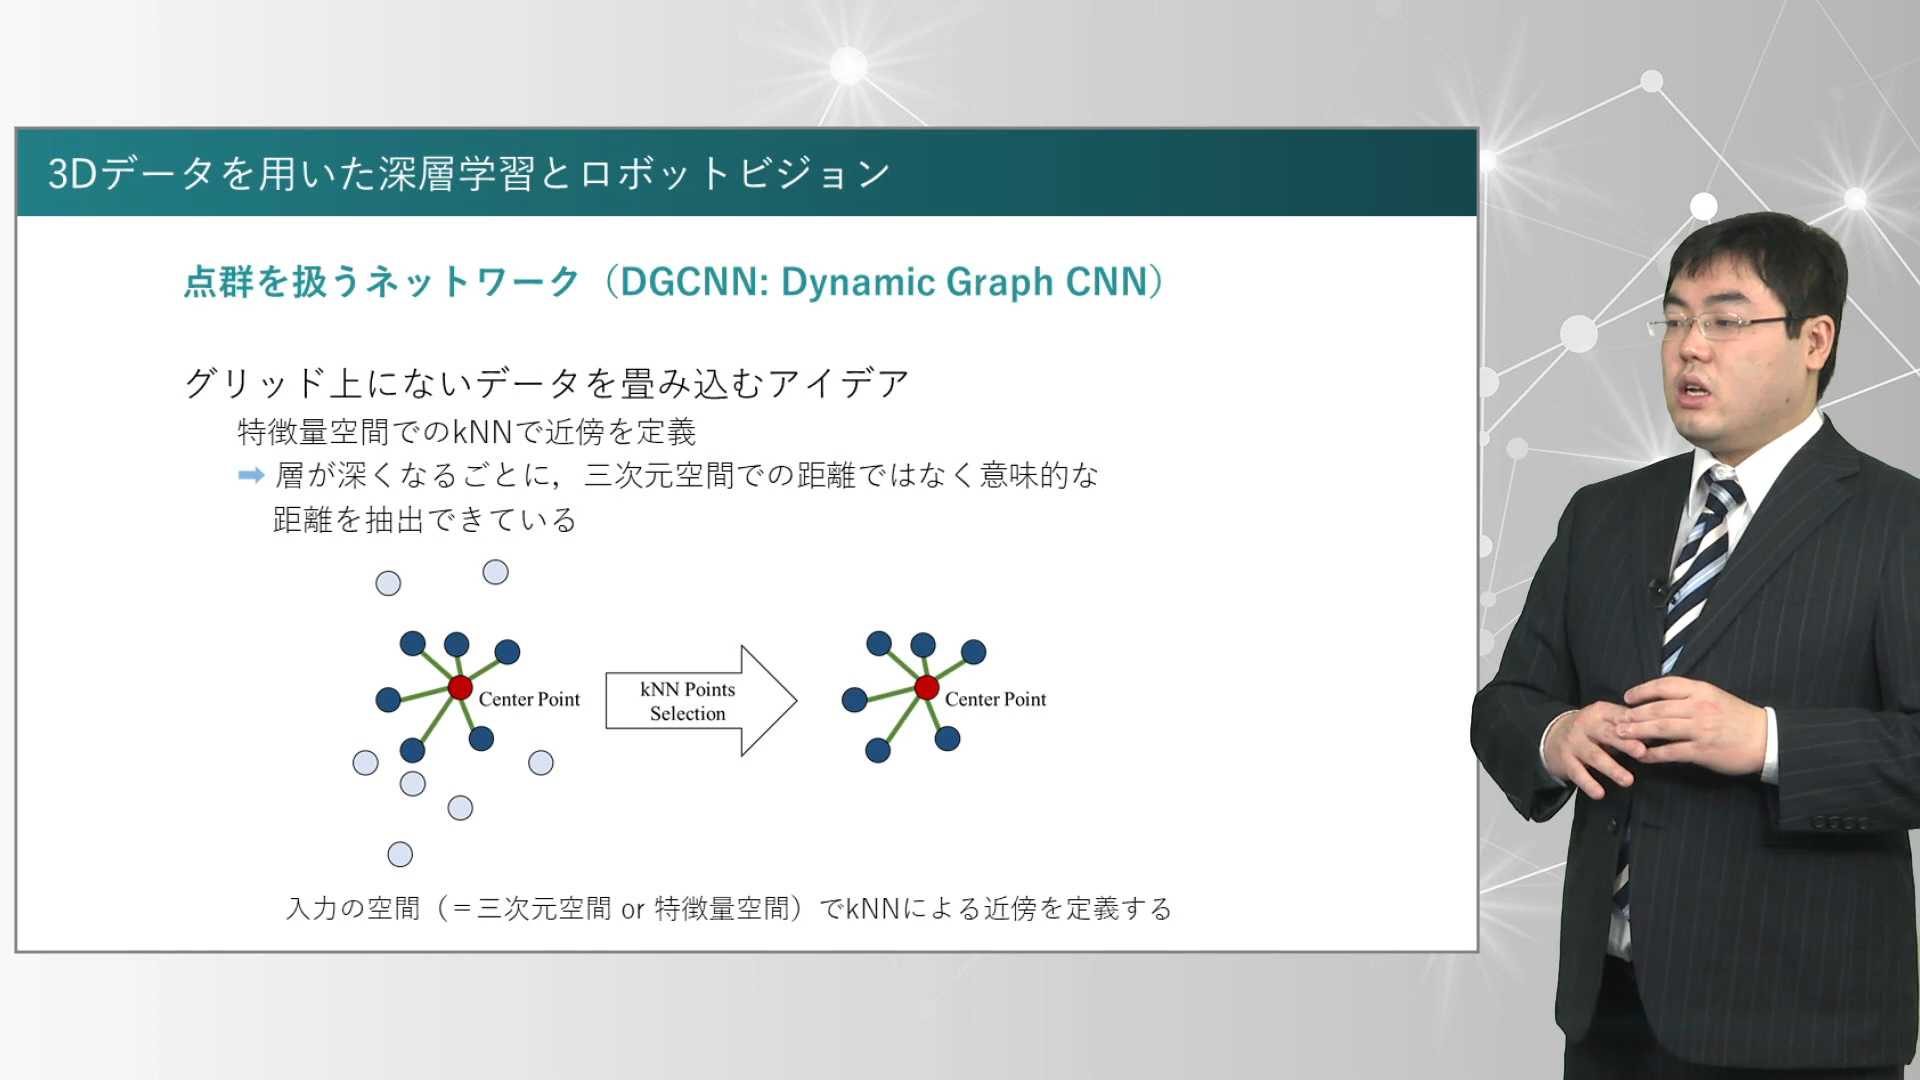 3Dデータを用いた深層学習とロボットビジョン
点群を扱うネットワーク（DGCNN: Dynamic Graph CNN）
グリッド上にないデータを畳み込むアイデア
特徴量空間でのkNNで近傍を定義
➡ 層が深くなるごとに，三次元空間での距離ではなく意味的な
距離を抽出できている
Center Point
kNN Points
Selection
Center Point
入力の空間（＝三次元空間 or 特徴量空間）でkNNによる近傍を定義する